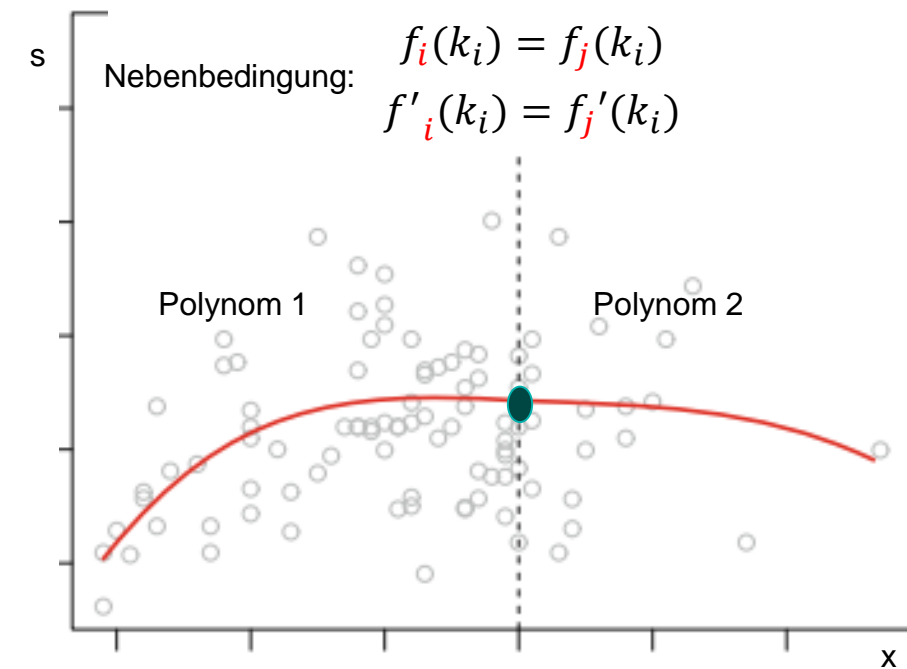 s
Nebenbedingung:
fᵢ(kᵢ) = fⱼ(kᵢ)
f'ᵢ(kᵢ) = fⱼ'(kᵢ)
Polynom 1
Polynom 2
x